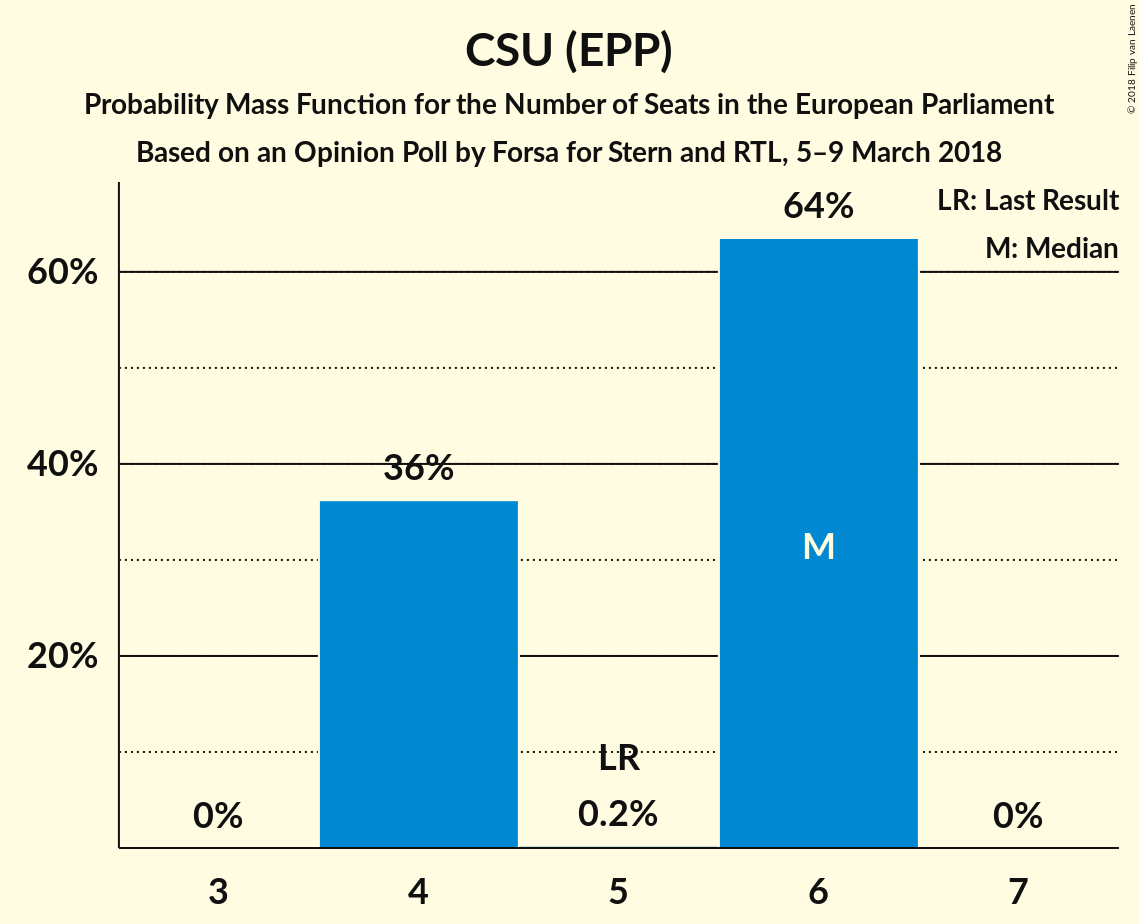 CSU (EPP)
Probability Mass Function for the Number of Seats in the European Parliament
Based on an Opinion Poll by Forsa for Stern and RTL, 5–9 March 2018
© 2018 Filip van Laenen
LR: Last Result
M: Median
64%
60%
40%
36%
M
20%
LR
0%
0.2%
0%
3
4
5
6
7